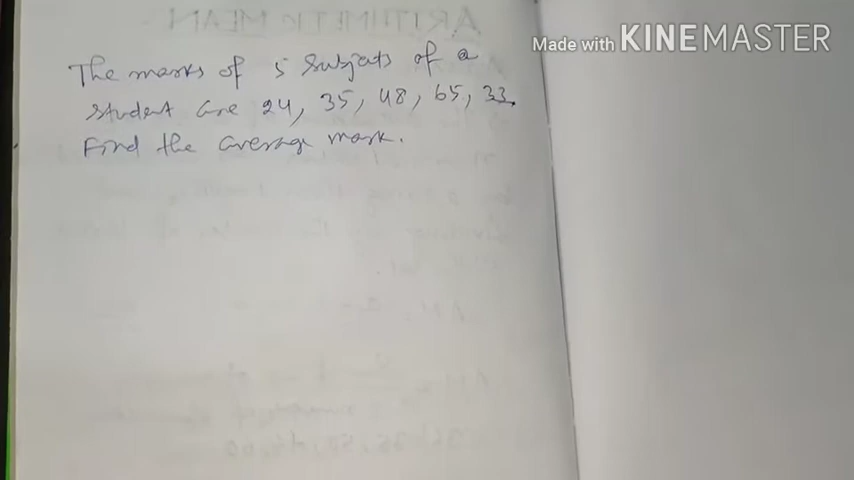 Made with KINEMASTER
The marks of 5 Subjects of a
student are 24, 35, 48, 65, 33.
Find the average mark.